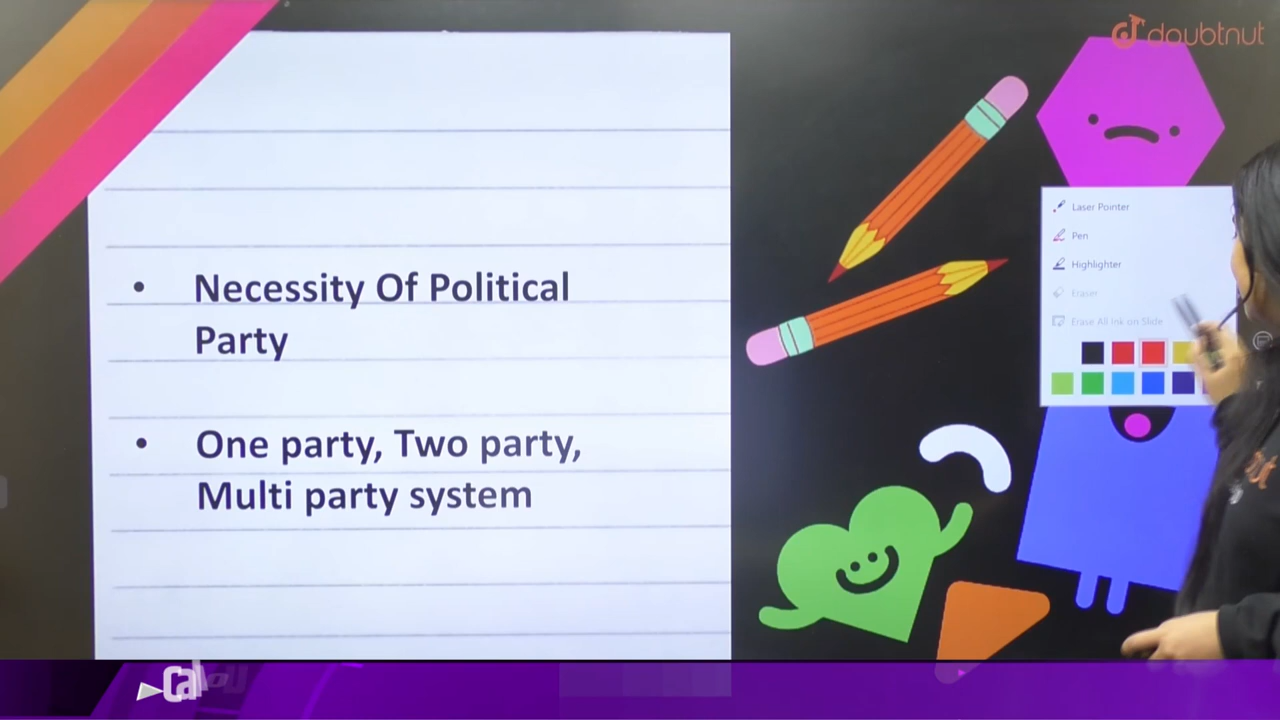 doubtnut
• Necessity Of Political
Party
• One party, Two party,
Multi party system
Laser Pointer
Pen
Highlighter
Eraser
Erase All Ink on Slide